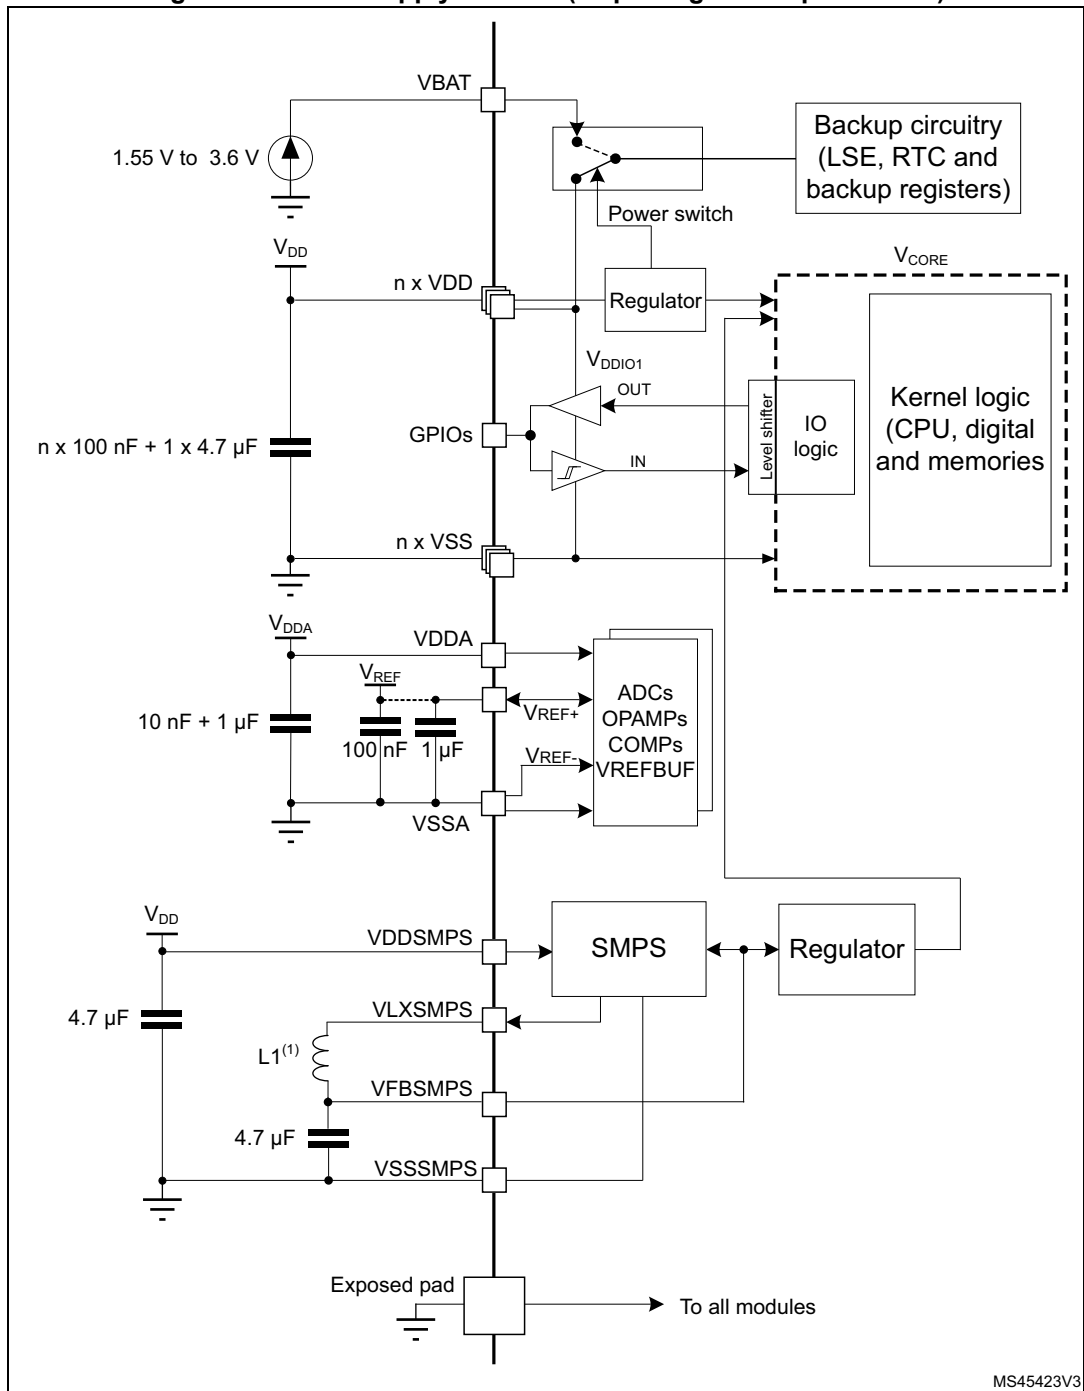 VBAT
1.55 V to 3.6 V
Backup circuitry
(LSE, RTC and
backup registers)
Power switch
VDD
VCORE
n x VDD
Regulator
VDDIO1
OUT
GPIOs
n x 100 nF + 1 x 4.7 µF
IN
Level shifter
IO
logic
Kernel logic
(CPU, digital
and memories
n x VSS
VDDA
VDDA
VREF
VREF+
10 nF + 1 µF
100 nF
1 µF
VREF-
ADCs
OPAMPs
COMPs
VREFBUF
VSSA
VDD
VDDSMPS
SMPS
Regulator
4.7 µF
VLXSMPS
L1(1)
VFBSMPS
4.7 µF
VSSSMPS
Exposed pad
To all modules
MS45423V3